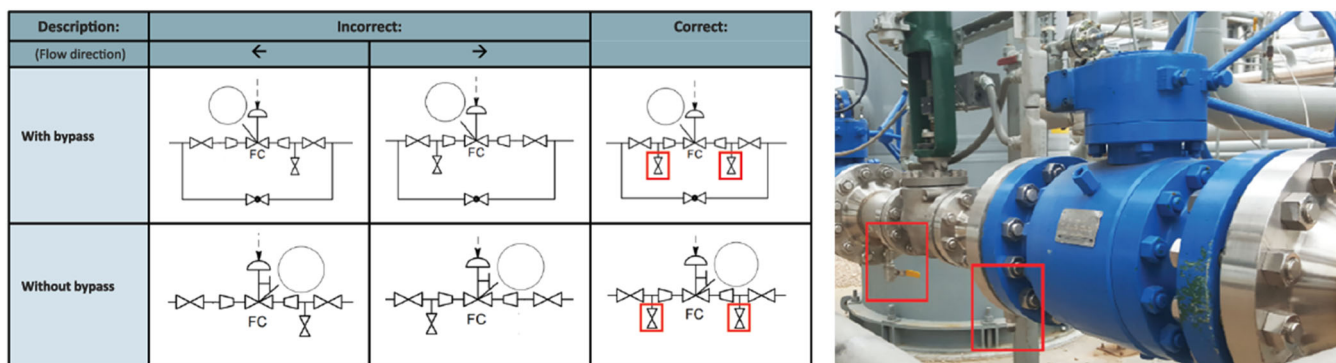 Description: Incorrect: Correct:
(Flow direction) ← →
With bypass
FC FC FC
Without bypass
FC FC FC